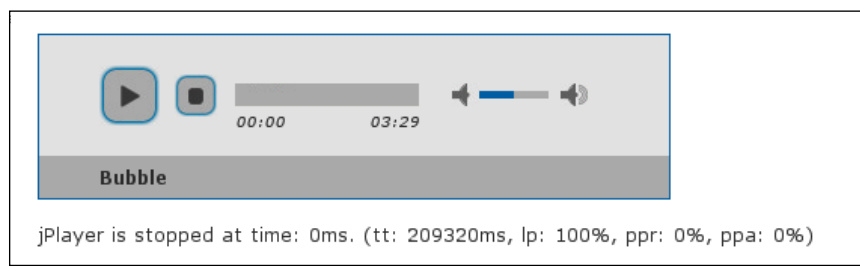 00:00 03:29
Bubble
jPlayer is stopped at time: 0ms. (tt: 209320ms, lp: 100%, ppr: 0%, ppa: 0%)